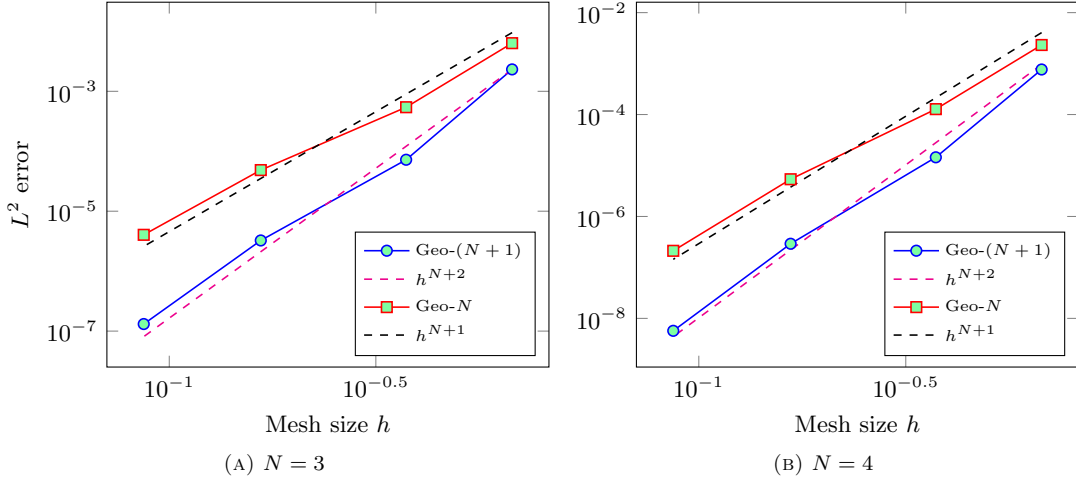 10^{-3}
10^{-5}
10^{-7}
L^2 error
Geo-(N + 1)
h^{N+2}
Geo-N
h^{N+1}
10^{-1}
10^{-0.5}
Mesh size h
(A) N = 3
10^{-2}
10^{-4}
10^{-6}
10^{-8}
Geo-(N + 1)
h^{N+2}
Geo-N
h^{N+1}
10^{-1}
10^{-0.5}
Mesh size h
(B) N = 4